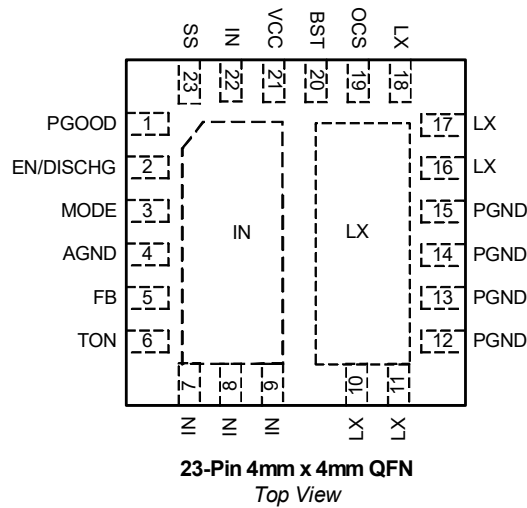 SS IN VCC BST OCS LX
23 22 21 20 19 18
PGOOD 1 17 LX
EN/DISCHG 2 16 LX
MODE 3 15 PGND
IN LX
AGND 4 14 PGND
FB 5 13 PGND
TON 6 12 PGND
7 8 9 10 11
IN IN IN LX LX
23-Pin 4mm x 4mm QFN
Top View